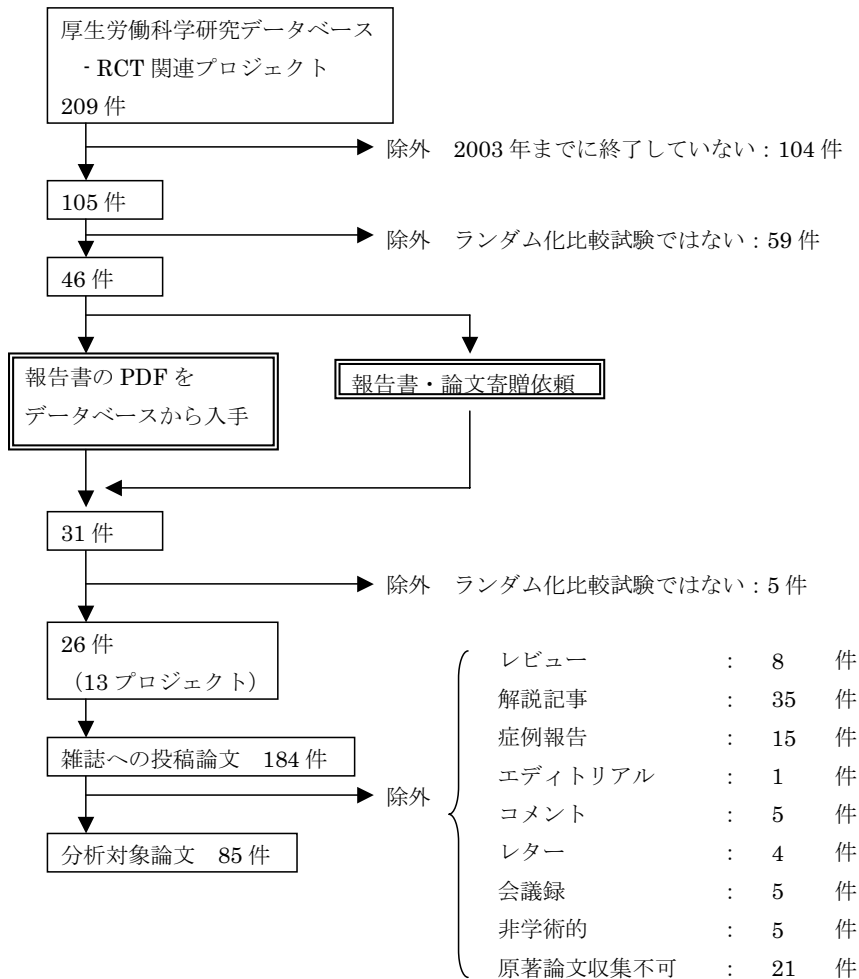 厚生労働科学研究データベース
- RCT 関連プロジェクト
209 件
除外　2003 年までに終了していない : 104 件
105 件
除外　ランダム化比較試験ではない : 59 件
46 件
報告書の PDF を
データベースから入手
報告書・論文寄贈依頼
31 件
除外　ランダム化比較試験ではない : 5 件
26 件
（13 プロジェクト）
雑誌への投稿論文　184 件
除外
分析対象論文　85 件
レビュー : 8 件
解説記事 : 35 件
症例報告 : 15 件
エディトリアル : 1 件
コメント : 5 件
レター : 4 件
会議録 : 5 件
非学術的 : 5 件
原著論文収集不可 : 21 件